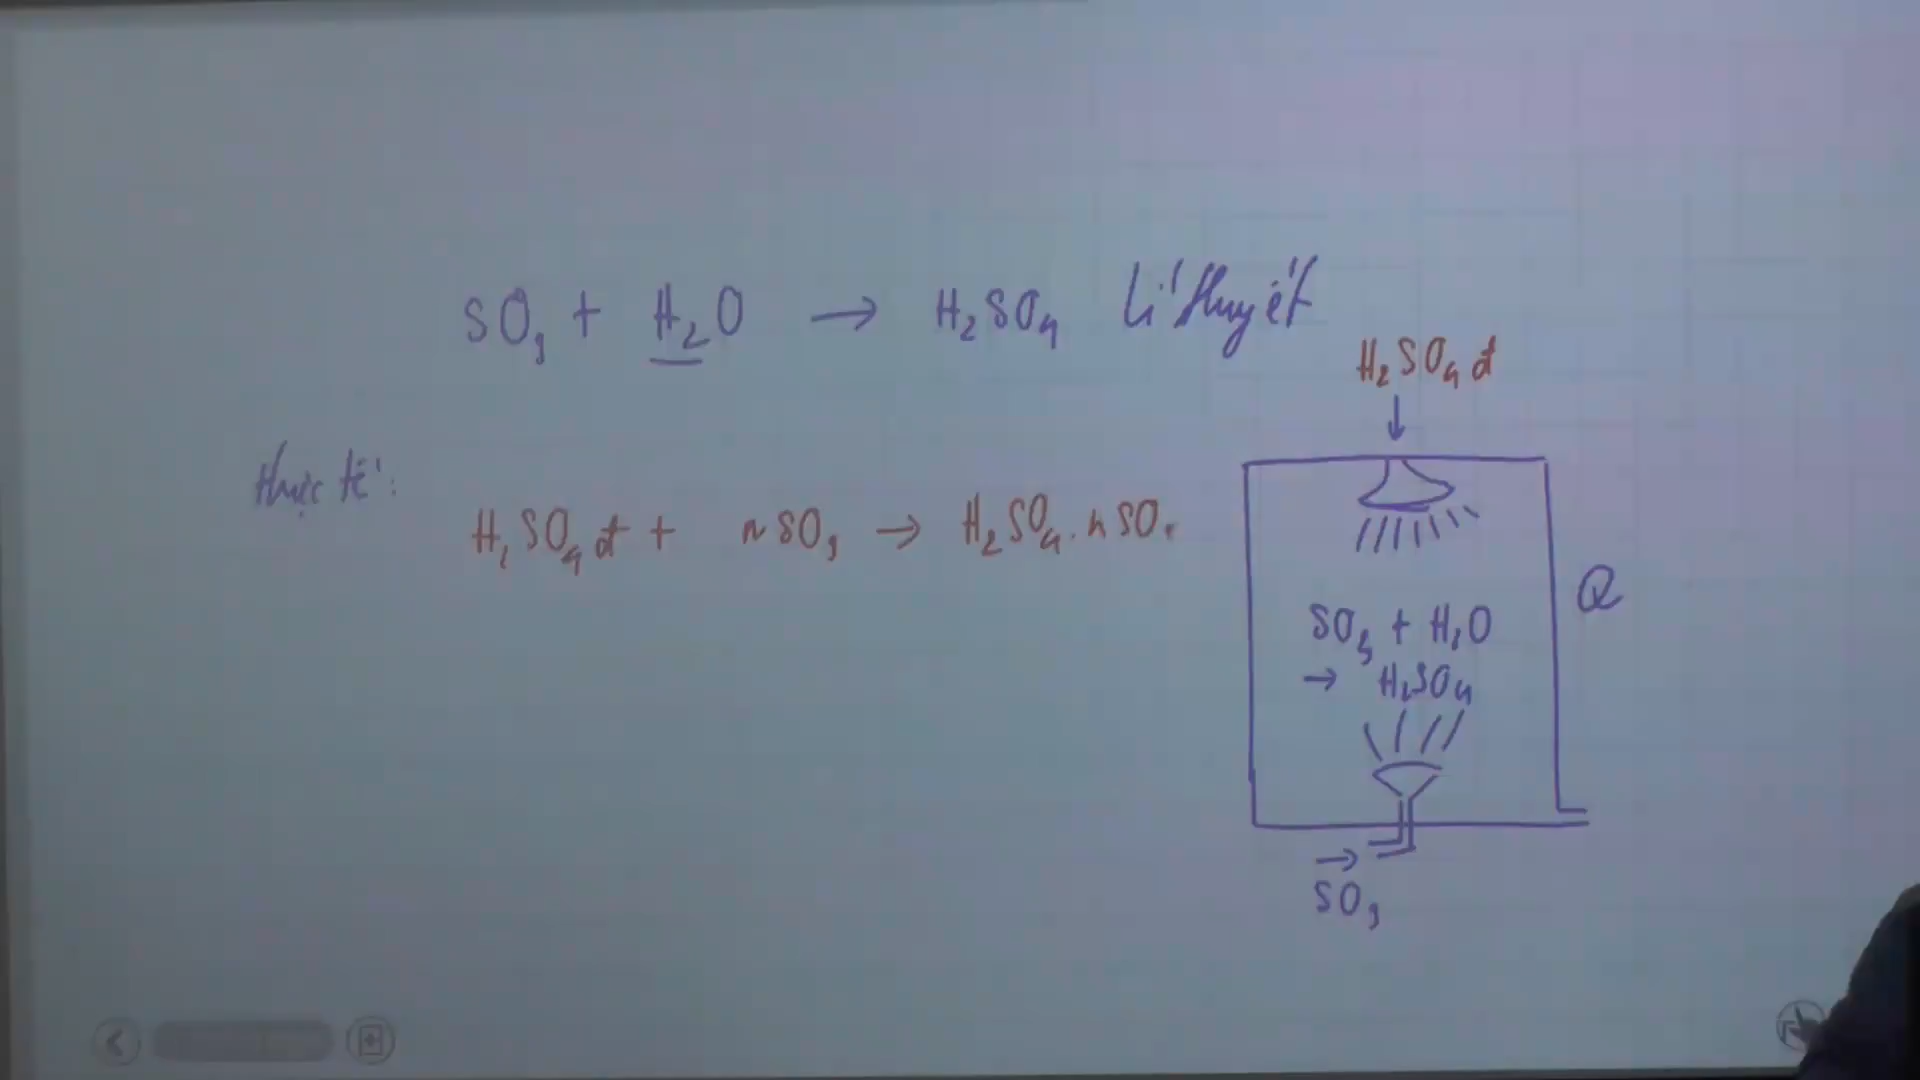 SO₃ + H₂O → H₂SO₄ Lí thuyết
H₂SO₄ đ
thực tế:
H₂SO₄ đ + nSO₃ → H₂SO₄.nSO₃
Q
SO₃ + H₂O
→ H₂SO₄
SO₃